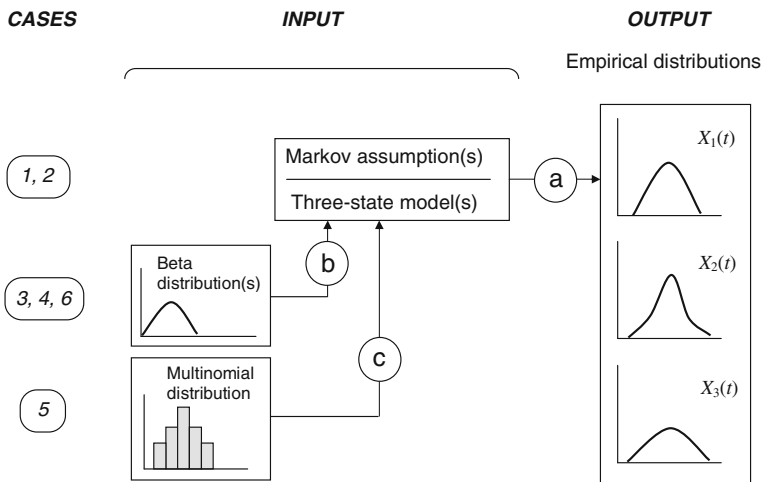 CASES
INPUT
OUTPUT
Empirical distributions
1, 2
Markov assumption(s)
Three-state model(s)
a
X1(t)
3, 4, 6
Beta
distribution(s)
b
X2(t)
5
Multinomial
distribution
c
X3(t)